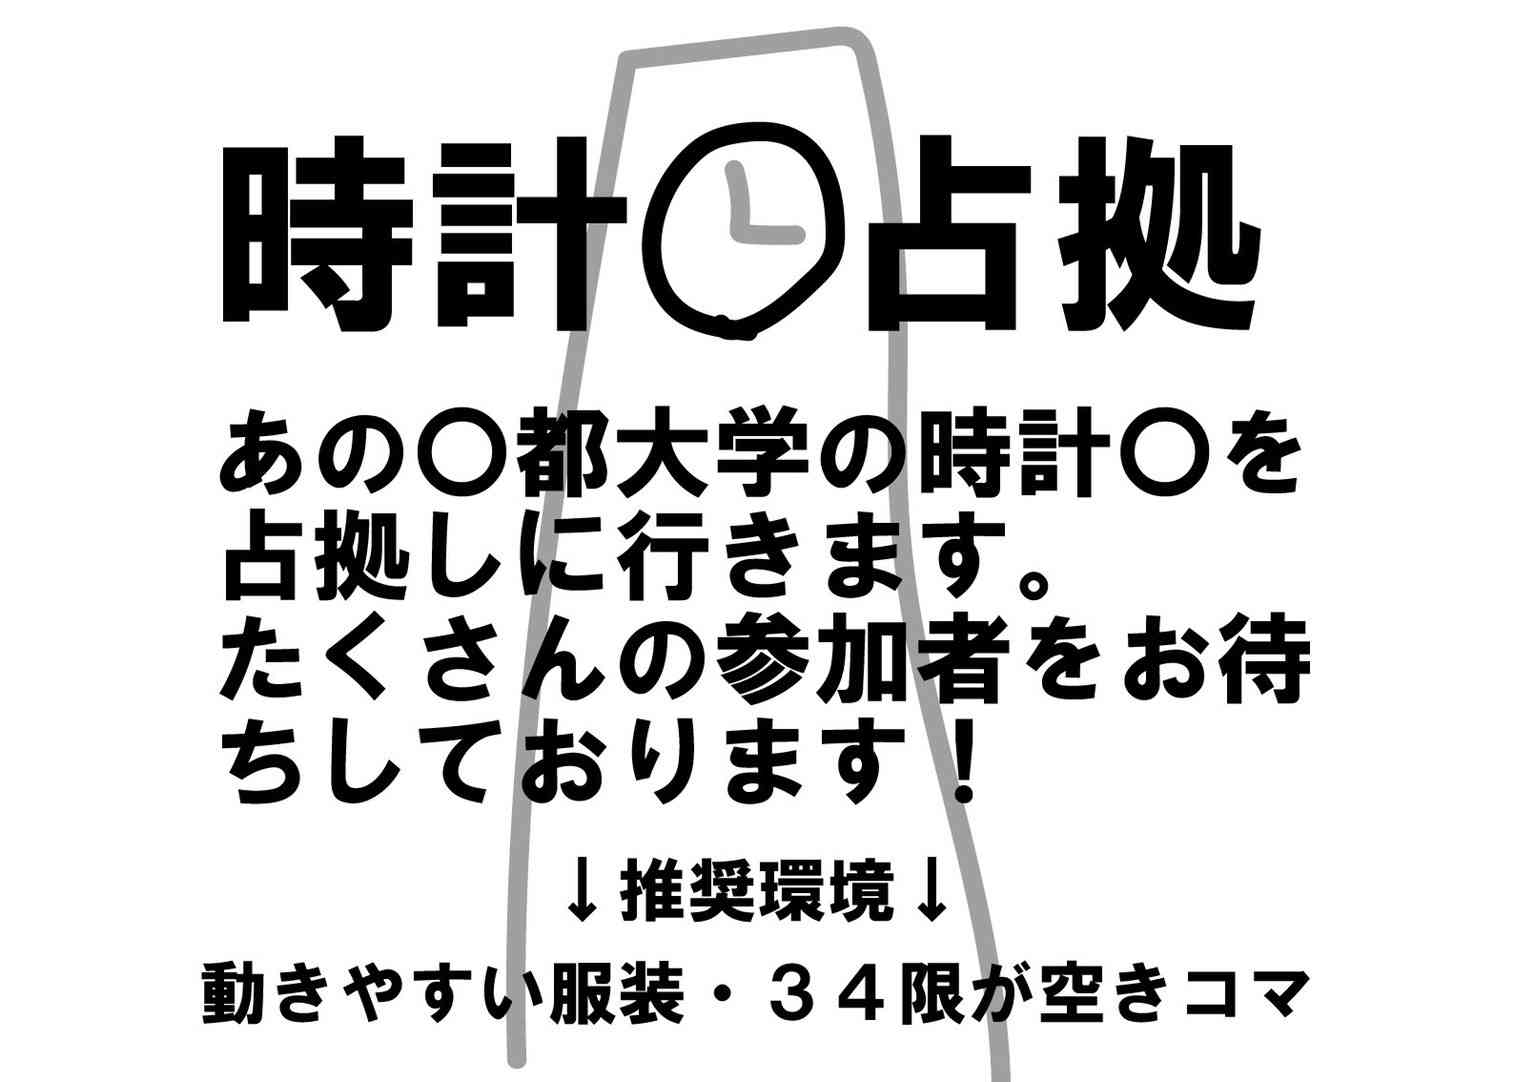 時計〇占拠
あの〇都大学の時計〇を
占拠しに行きます。
たくさんの参加者をお待
ちしております！
↓推奨環境↓
動きやすい服装・３４限が空きコマ